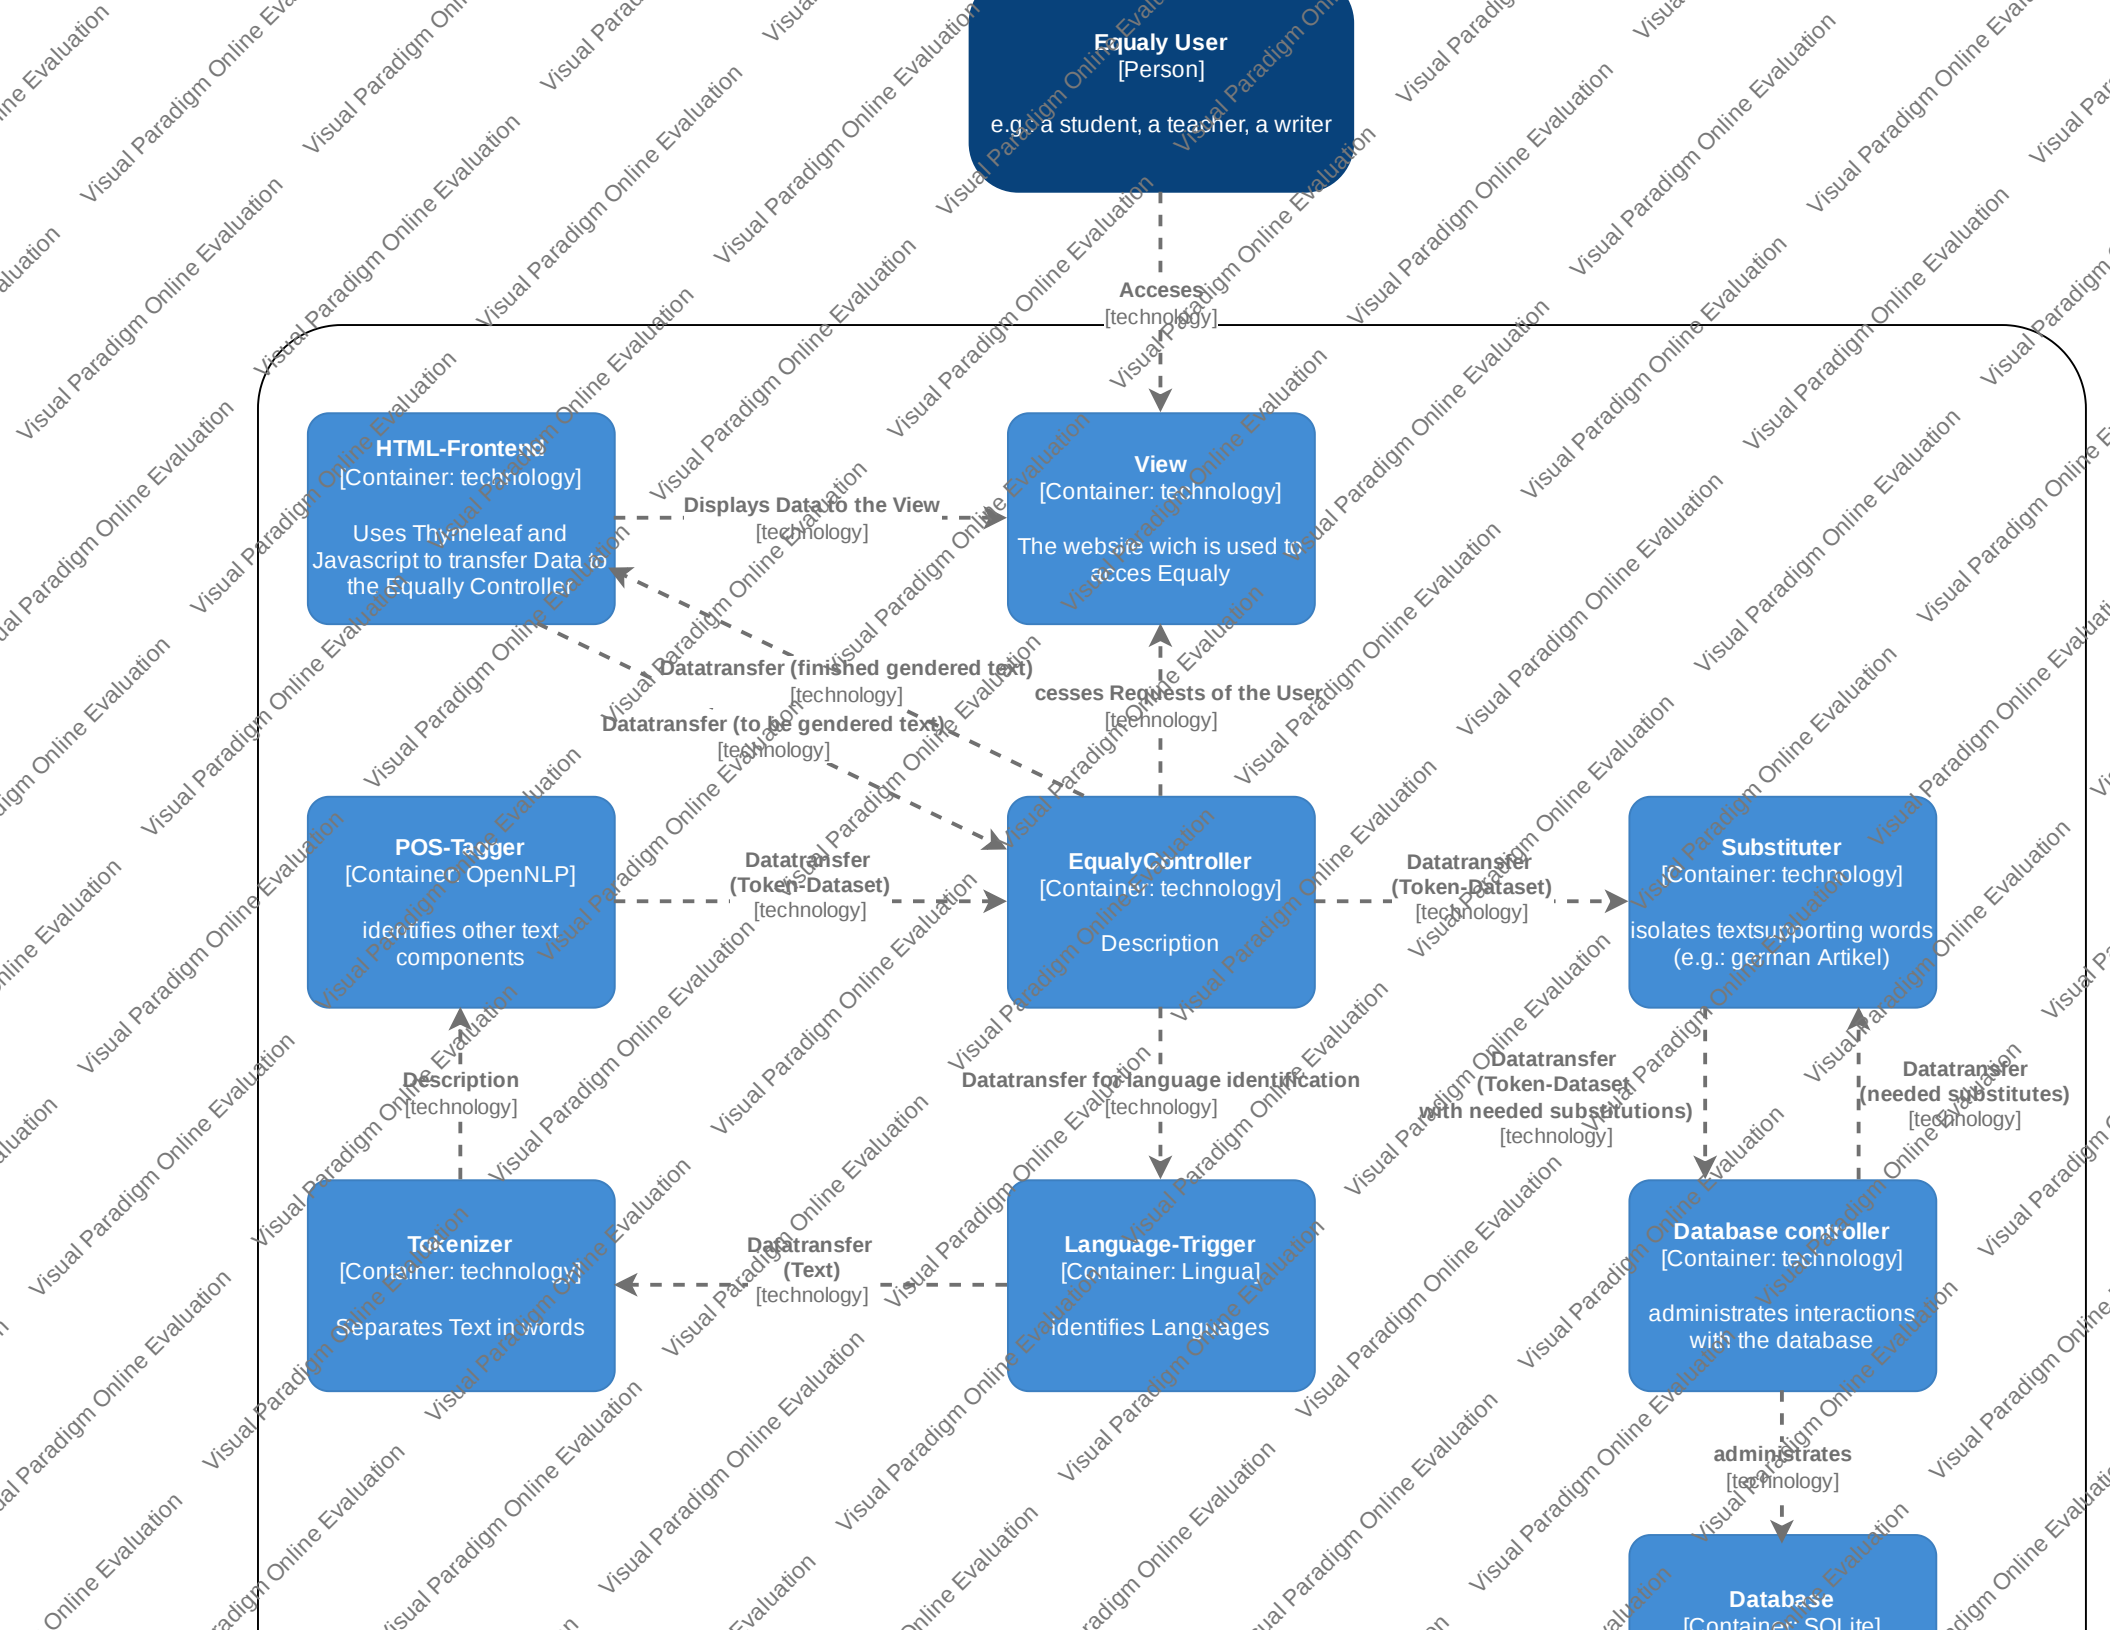 Equaly User
[Person]
e.g.: a student, a teacher, a writer
Acceses
[technology]
HTML-Frontend
[Container: technology]
Uses Thymeleaf and
Javascript to transfer Data to
the Equally Controller
Displays Data to the View
[technology]
View
[Container: technology]
The website wich is used to
acces Equaly
Datatransfer (finished gendered text)
[technology]
Datatransfer (to be gendered text)
[technology]
cesses Requests of the User
[technology]
POS-Tagger
[Container: OpenNLP]
identifies other text
components
Datatransfer
(Token-Dataset)
[technology]
EqualyController
[Container: technology]
Description
Datatransfer
(Token-Dataset)
[technology]
Substituter
[Container: technology]
isolates textsupporting words
(e.g.: german Artikel)
Description
[technology]
Datatransfer for language identification
[technology]
Datatransfer
(Token-Dataset
with needed substitutions)
[technology]
Datatransfer
(needed substitutes)
[technology]
Tokenizer
[Container: technology]
Separates Text in words
Datatransfer
(Text)
[technology]
Language-Trigger
[Container: Lingua]
identifies Languages
Database controller
[Container: technology]
administrates interactions
with the database
administrates
[technology]
Database
[Container: SQLite]
Visual Paradigm Online Evaluation